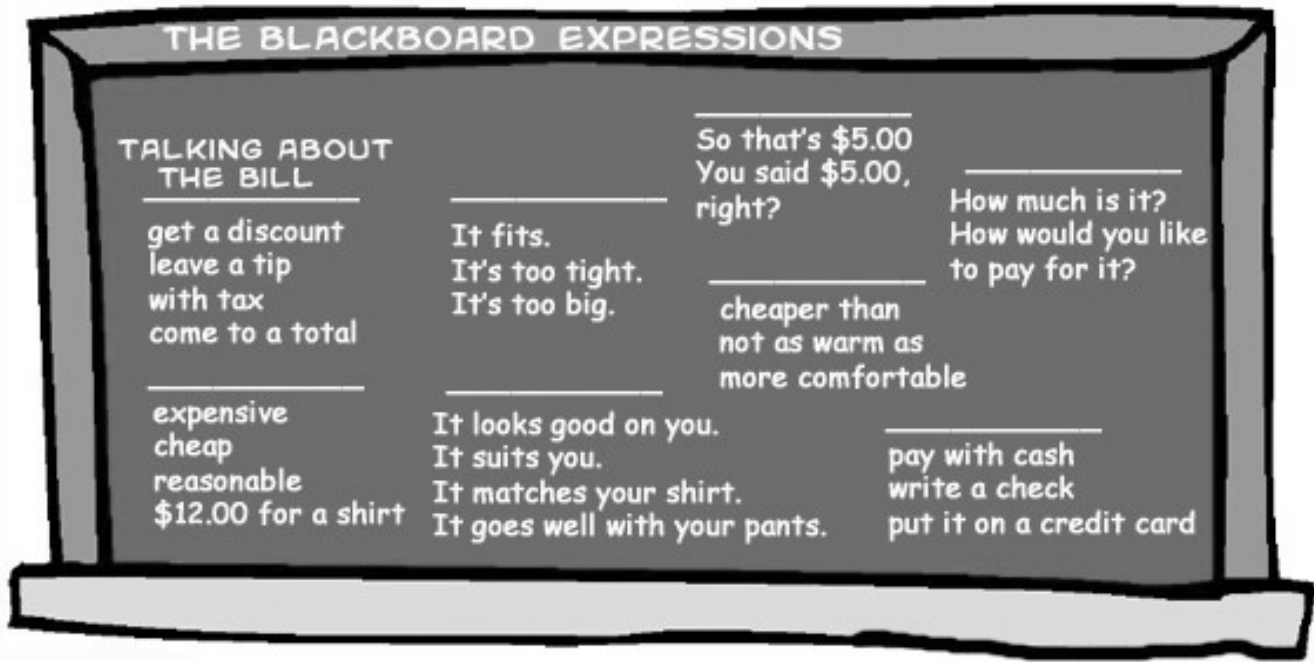 THE BLACKBOARD EXPRESSIONS
TALKING ABOUT
THE BILL
get a discount
leave a tip
with tax
come to a total
expensive
cheap
reasonable
$12.00 for a shirt
It fits.
It's too tight.
It's too big.
It looks good on you.
It suits you.
It matches your shirt.
It goes well with your pants.
So that's $5.00
You said $5.00,
right?
cheaper than
not as warm as
more comfortable
How much is it?
How would you like
to pay for it?
pay with cash
write a check
put it on a credit card